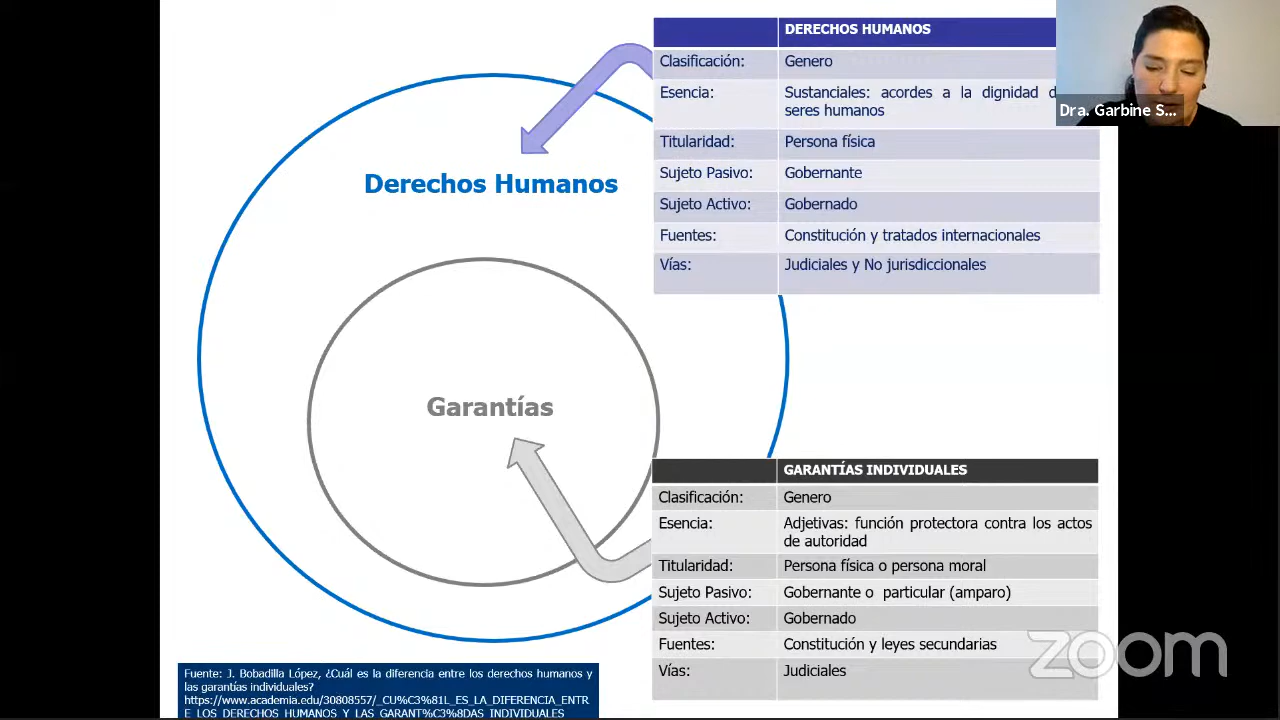 DERECHOS HUMANOS
Clasificación: Genero
Esencia: Sustanciales: acordes a la dignidad
seres humanos
Titularidad: Persona física
Sujeto Pasivo: Gobernante
Sujeto Activo: Gobernado
Fuentes: Constitución y tratados internacionales
Vías: Judiciales y No jurisdiccionales
Dra. Garbine S...
Derechos Humanos
Garantías
GARANTÍAS INDIVIDUALES
Clasificación: Genero
Esencia: Adjetivas: función protectora contra los actos
de autoridad
Titularidad: Persona física o persona moral
Sujeto Pasivo: Gobernante o particular (amparo)
Sujeto Activo: Gobernado
Fuentes: Constitución y leyes secundarias
Vías: Judiciales
zoom
Fuente: J. Bobadilla López, ¿Cuál es la diferencia entre los derechos humanos y
las garantías individuales?
https://www.academia.edu/30808557/_CU%C3%81L_ES_LA_DIFERENCIA_ENTR
E_LOS_DERECHOS_HUMANOS_Y_LAS_GARANT%C3%8DAS_INDIVIDUALES